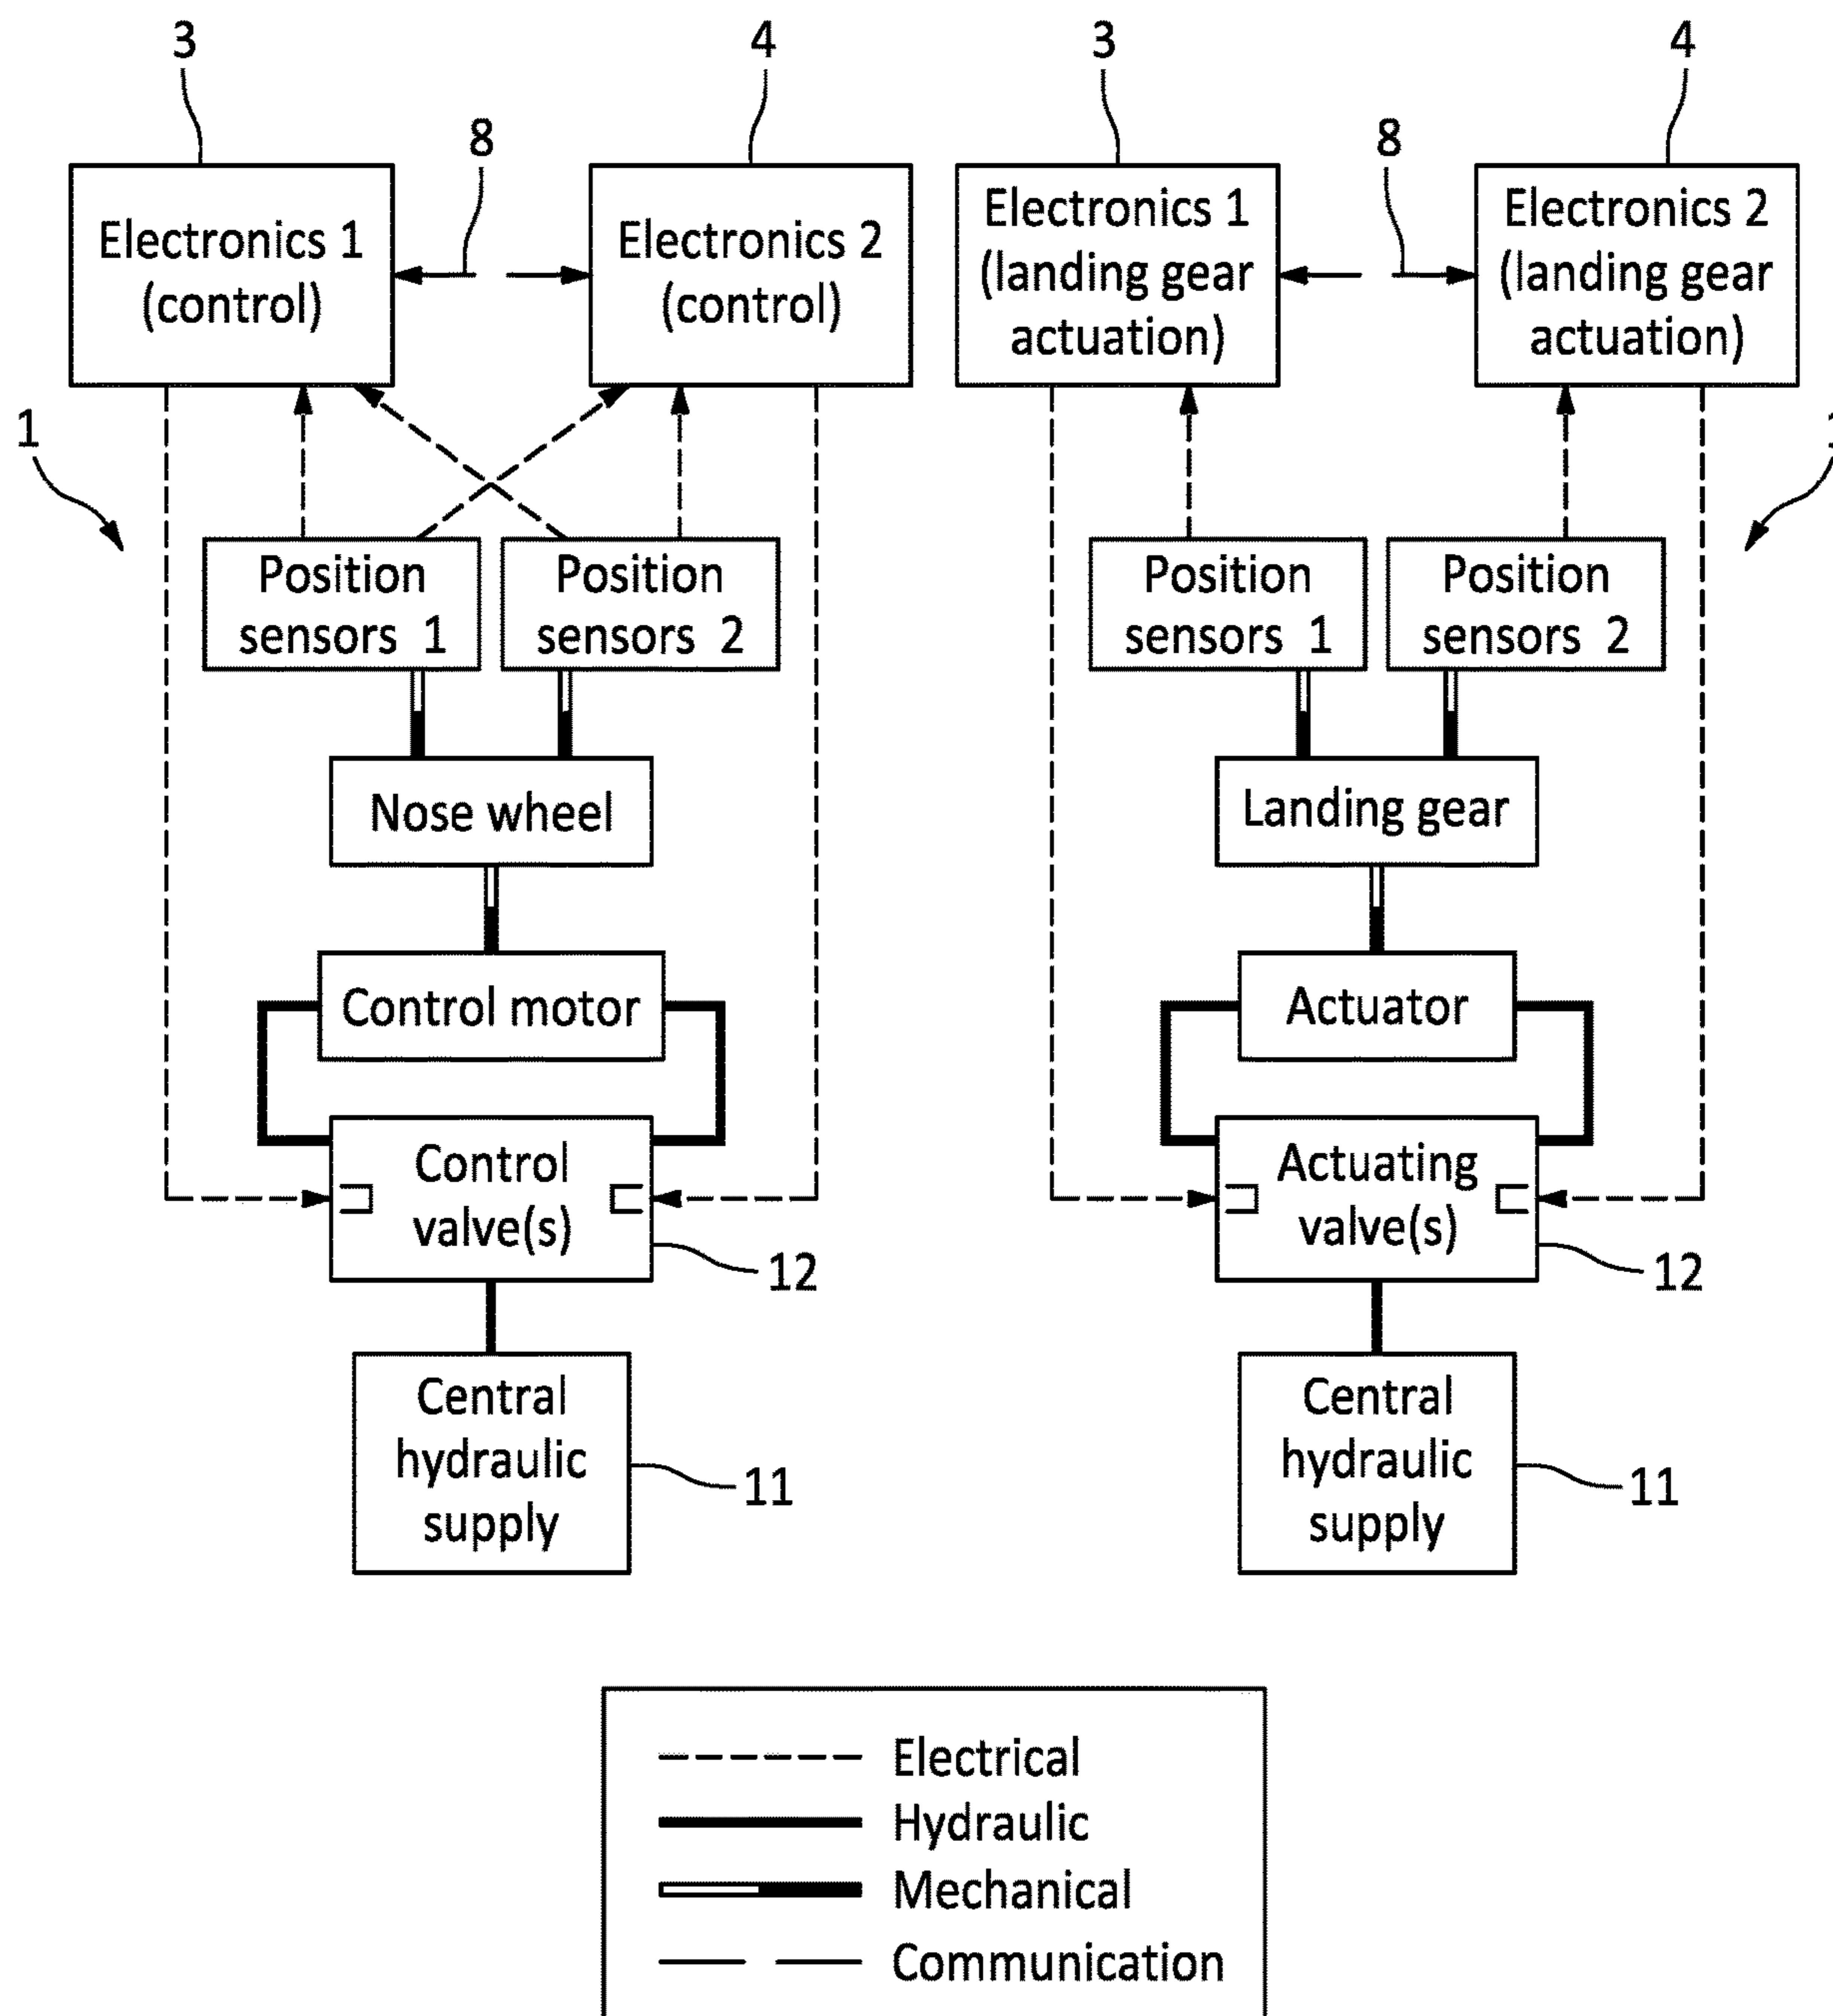 3
4
3
4
8
8
Electronics 1
(control)
Electronics 2
(control)
Electronics 1
(landing gear
actuation)
Electronics 2
(landing gear
actuation)
1
Position
sensors 1
Position
sensors 2
Position
sensors 1
Position
sensors 2
Nose wheel
Landing gear
Control motor
Actuator
Control
valve(s)
Actuating
valve(s)
12
12
Central
hydraulic
supply
Central
hydraulic
supply
11
11
Electrical
Hydraulic
Mechanical
Communication